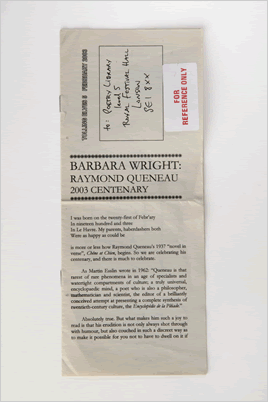 TOLLING ELVES 5 FEBRUARY 2003
to: POETRY LIBRARY
level 5
ROYAL FESTIVAL HALL
LONDON
SE1 8XX
FOR
REFERENCE ONLY
BARBARA WRIGHT:
RAYMOND QUENEAU
2003 CENTENARY
I was born on the twenty-first of Febr'ary
In nineteen hundred and three
In Le Havre. My parents, haberdashers both
Were as happy as could be
is more or less how Raymond Queneau's 1937 "novel in
verse", Chêne et Chien, begins. So we are celebrating his
centenary, and there is much to celebrate.
As Martin Esslin wrote in 1962: "Queneau is that
rarest of rare phenomena in an age of specialists and
watertight compartments of culture; a truly universal,
encyclopaedic mind, a poet who is also a philosopher,
mathematician and scientist, the editor of a brilliantly
conceived attempt at presenting a complete synthesis of
twentieth-century culture, the Encyclopédie de la Pléiade."
Absolutely true. But what makes him such a joy to
read is that his erudition is not only always shot through
with humour, but also couched in such a discreet way as
to make it possible for you not to have to dwell on it if